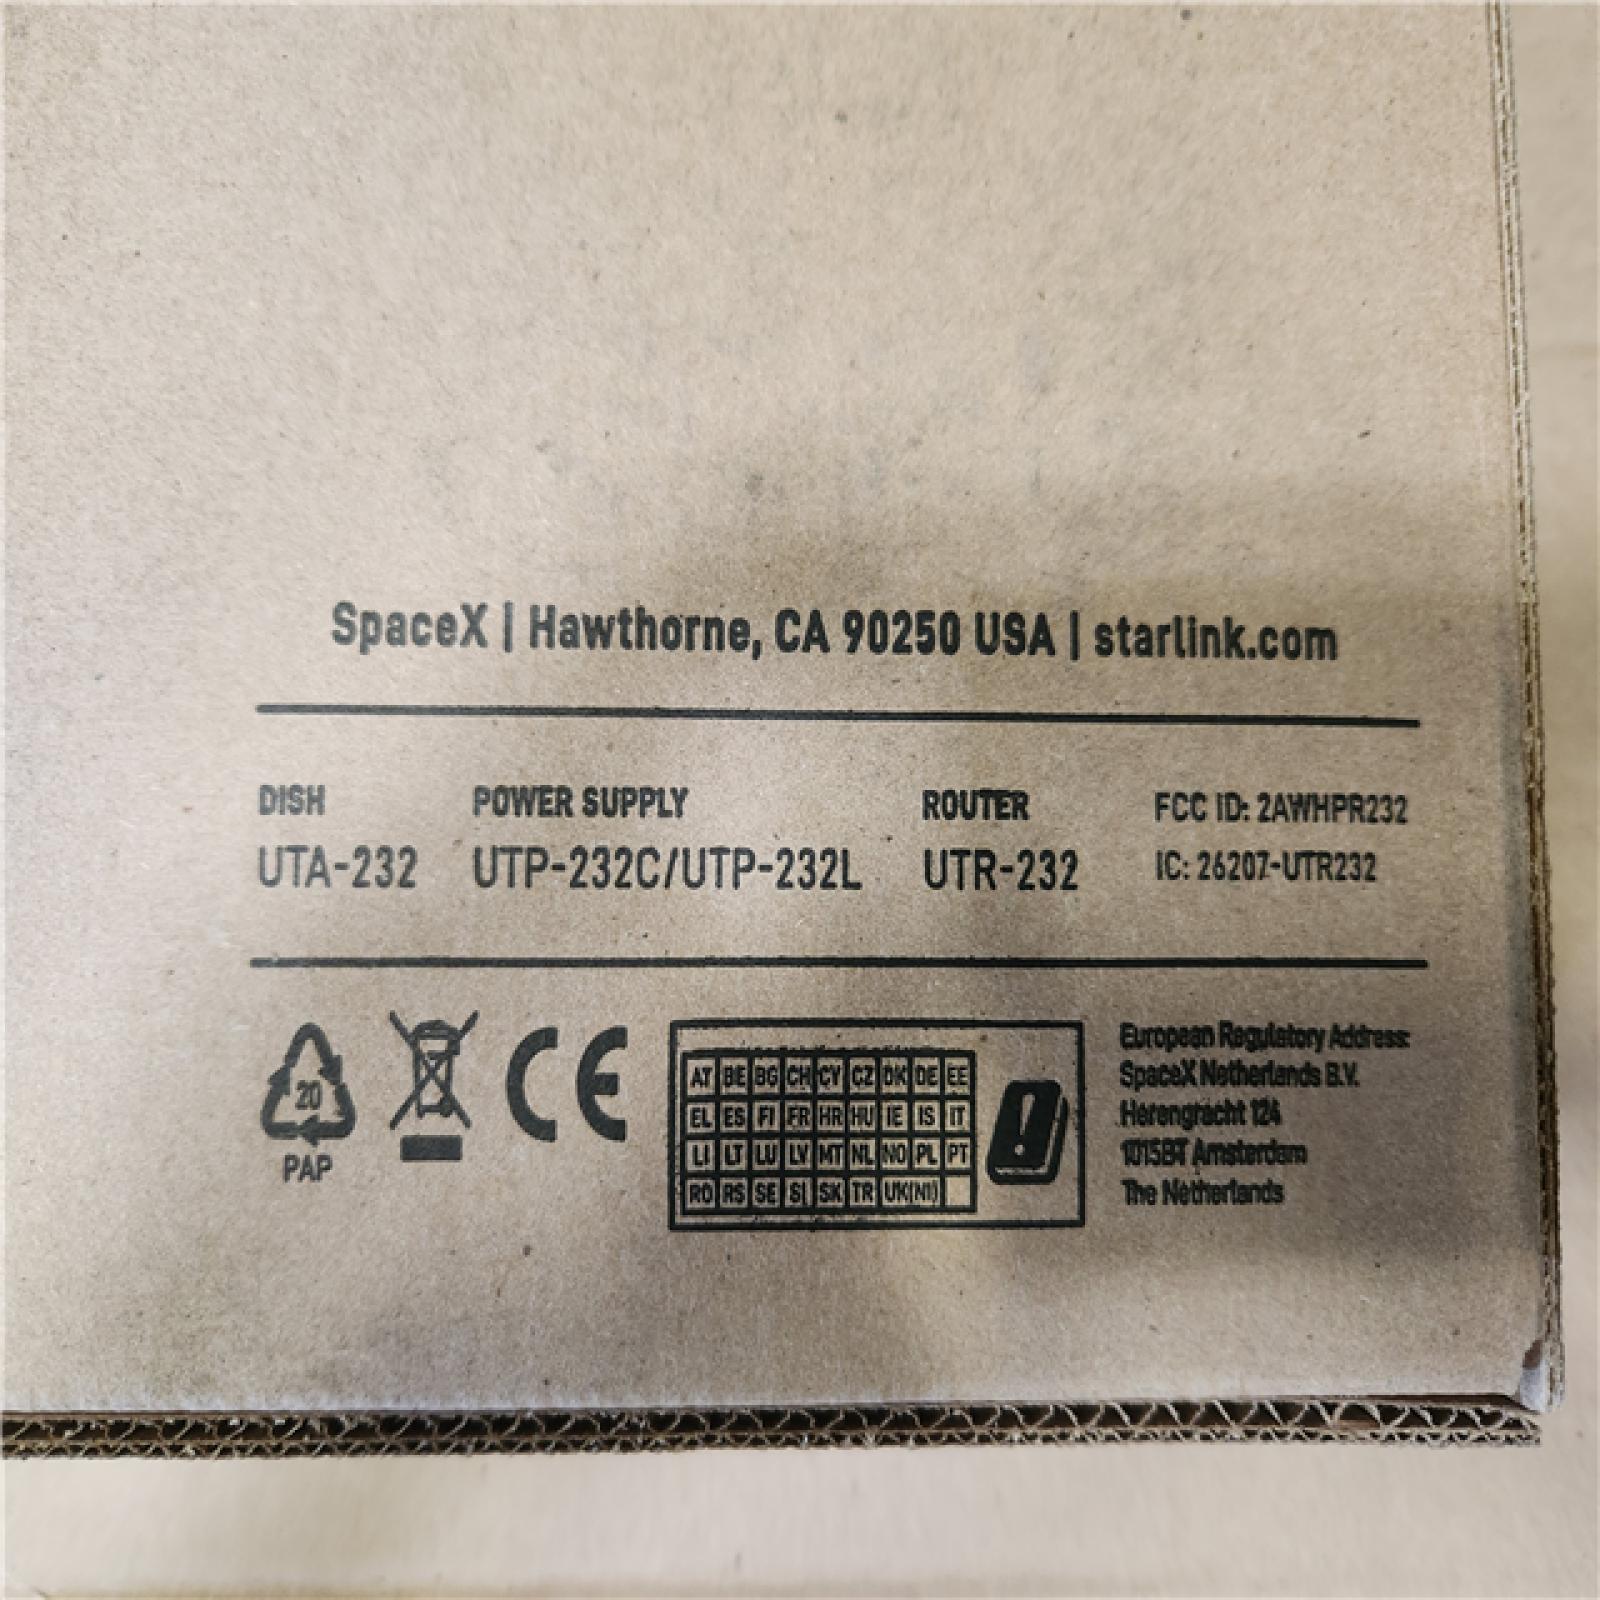 SpaceX | Hawthorne, CA 90250 USA | starlink.com
DISH POWER SUPPLY ROUTER FCC ID: 2AWHPR232
UTA-232 UTP-232C/UTP-232L UTR-232 IC: 26207-UTR232
20
PAP
CE
AT BE BG CH CY CZ DK DE EE
EL ES FI FR HR HU IE IS IT
LI LT LU LV MT NL NO PL PT
RO RS SE SI SK TR UK(NI)
!
European Regulatory Address:
SpaceX Netherlands B.V.
Herengracht 124
1015BT Amsterdam
The Netherlands